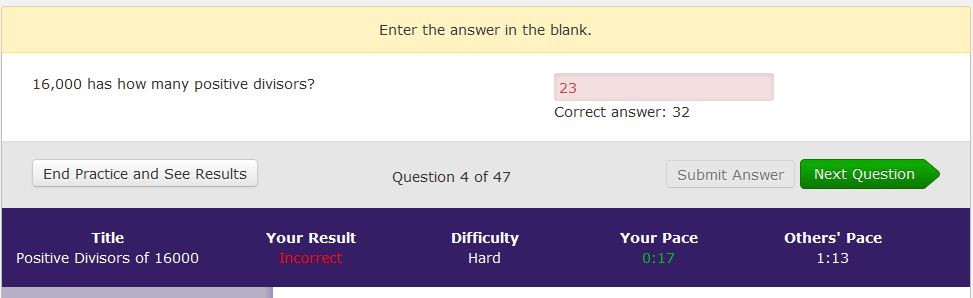 Enter the answer in the blank.
16,000 has how many positive divisors?
23
Correct answer: 32
End Practice and See Results
Question 4 of 47
Submit Answer
Next Question
Title Your Result Difficulty Your Pace Others' Pace
Positive Divisors of 16000 Incorrect Hard 0:17 1:13